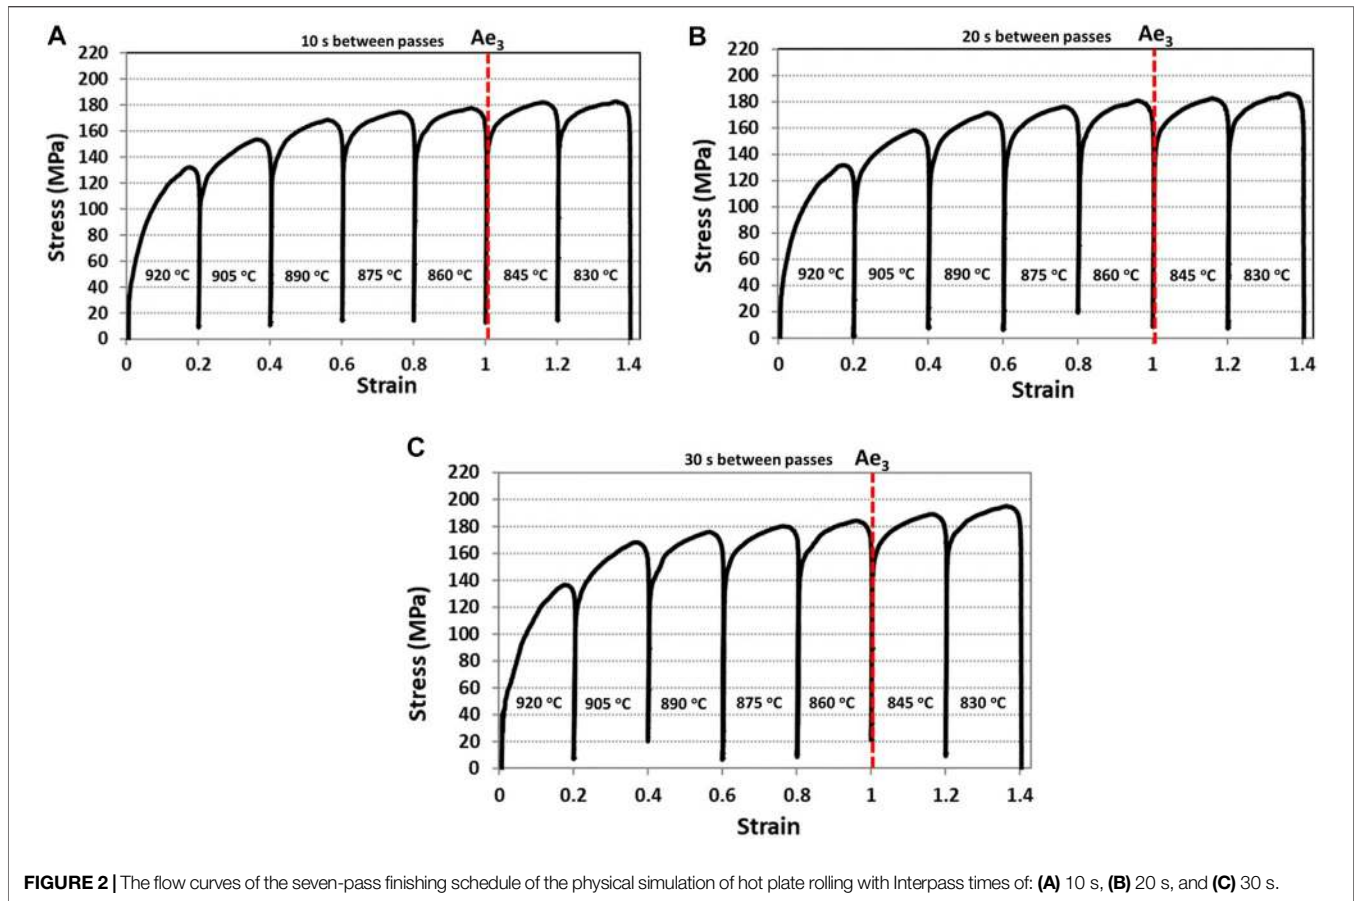 A
10 s between passes
Ae3
220
200
180
160
140
120
100
80
60
40
20
0
Stress (MPa)
920 °C 905 °C 890 °C 875 °C 860 °C 845 °C 830 °C
0 0.2 0.4 0.6 0.8 1 1.2 1.4
Strain
B
20 s between passes
Ae3
220
200
180
160
140
120
100
80
60
40
20
0
Stress (MPa)
920 °C 905 °C 890 °C 875 °C 860 °C 845 °C 830 °C
0 0.2 0.4 0.6 0.8 1 1.2 1.4
Strain
C
30 s between passes
Ae3
220
200
180
160
140
120
100
80
60
40
20
0
Stress (MPa)
920 °C 905 °C 890 °C 875 °C 860 °C 845 °C 830 °C
0 0.2 0.4 0.6 0.8 1 1.2 1.4
Strain
FIGURE 2 | The flow curves of the seven-pass finishing schedule of the physical simulation of hot plate rolling with Interpass times of: (A) 10 s, (B) 20 s, and (C) 30 s.